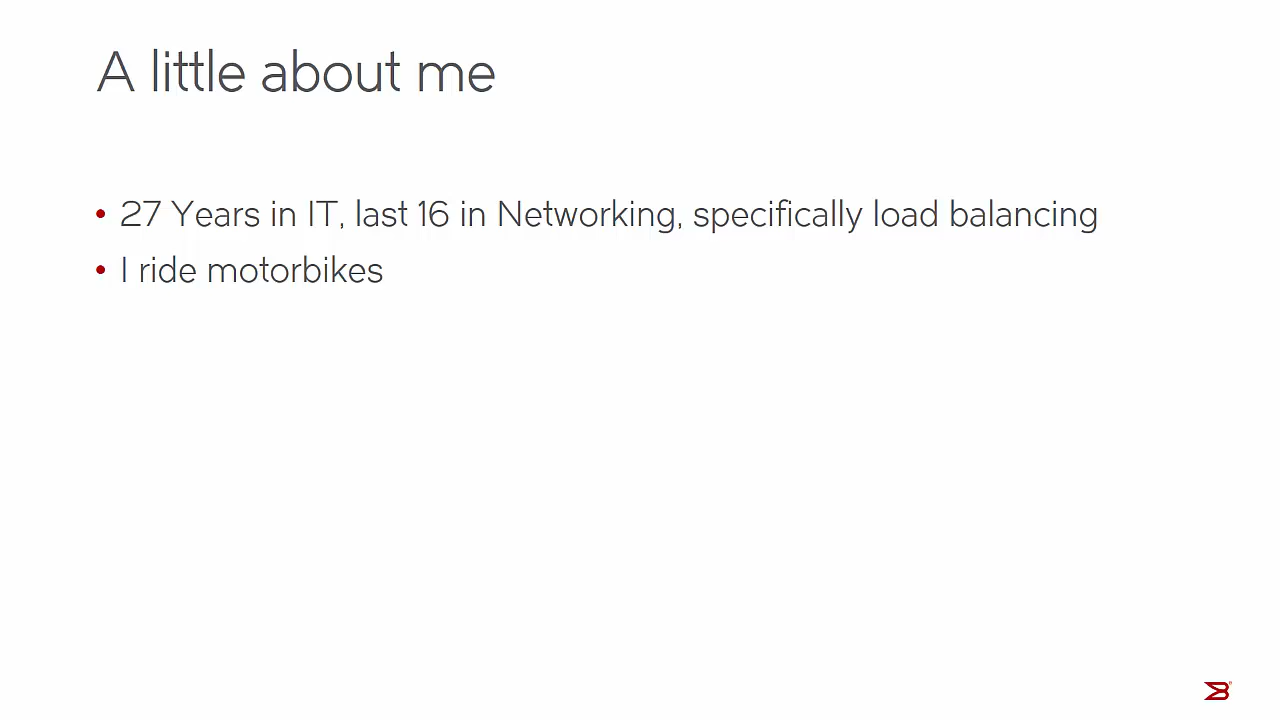 A little about me
• 27 Years in IT, last 16 in Networking, specifically load balancing
• I ride motorbikes